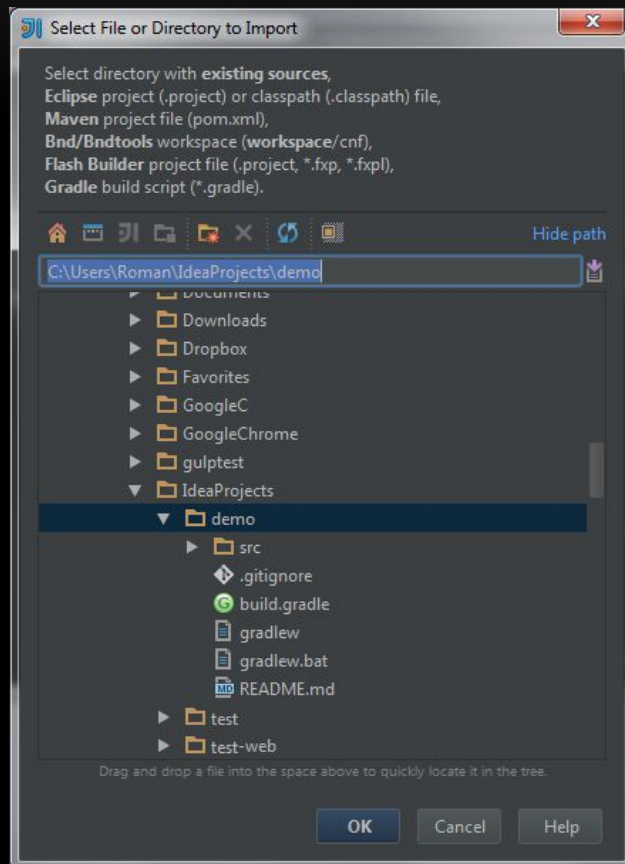 Select File or Directory to Import
Select directory with existing sources,
Eclipse project (.project) or classpath (.classpath) file,
Maven project file (pom.xml),
Bnd/Bndtools workspace (workspace/cnf),
Flash Builder project file (.project, *.fxp, *.fxpl),
Gradle build script (*.gradle).
Hide path
C:\Users\Roman\IdeaProjects\demo
Documents
Downloads
Dropbox
Favorites
GoogleC
GoogleChrome
gulptest
IdeaProjects
demo
src
.gitignore
build.gradle
gradlew
gradlew.bat
README.md
test
test-web
Drag and drop a file into the space above to quickly locate it in the tree.
OK Cancel Help